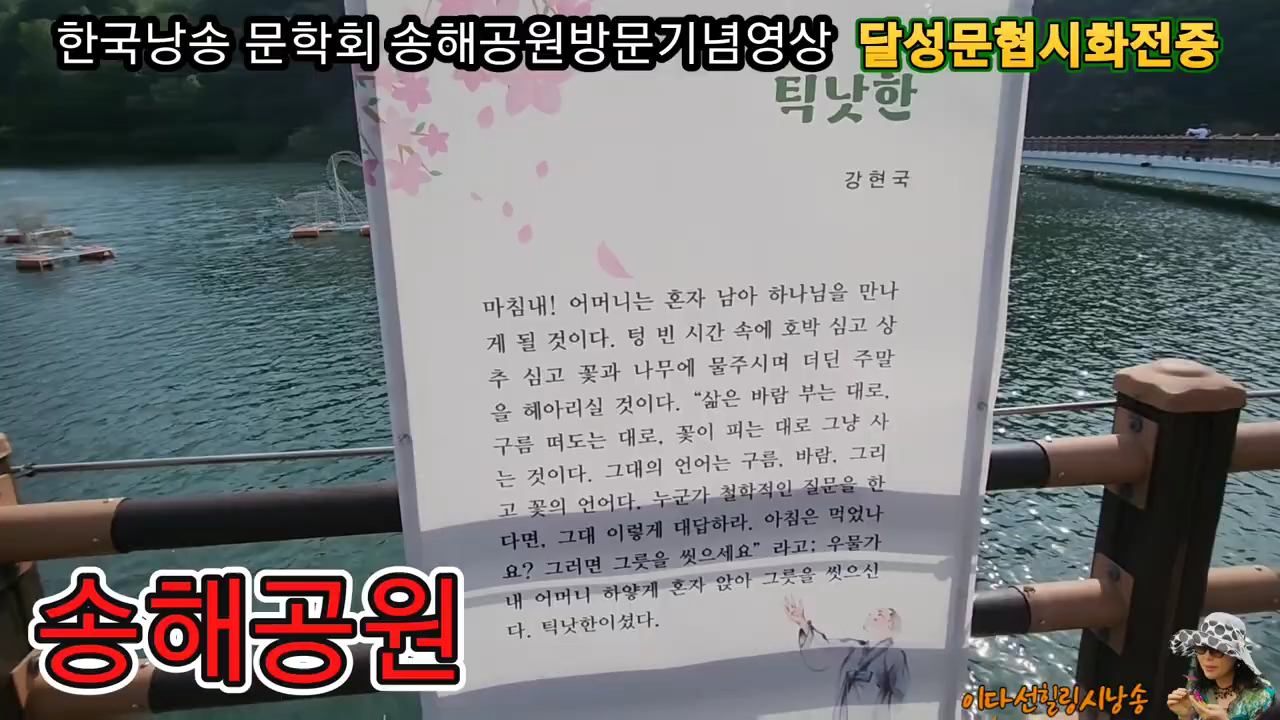 한국낭송 문학회 송해공원방문기념영상 달성문협시화전중
틱낫한
강현국
마침내! 어머니는 혼자 남아 하나님을 만나
게 될 것이다. 텅 빈 시간 속에 호박 심고 상
추 심고 꽃과 나무에 물주시며 더딘 주말
을 헤아리실 것이다. “삶은 바람 부는 대로,
구름 떠도는 대로, 꽃이 피는 대로 그냥 사
는 것이다. 그대의 언어는 구름, 바람, 그리
고 꽃의 언어다. 누군가 철학적인 질문을 한
다면, 그대 이렇게 대답하라. 아침은 먹었나
요? 그러면 그릇을 씻으세요” 라고; 우물가
내 어머니 하얗게 혼자 앉아 그릇을 씻으신
다. 틱낫한이셨다.
송해공원
이다선힐링시낭송